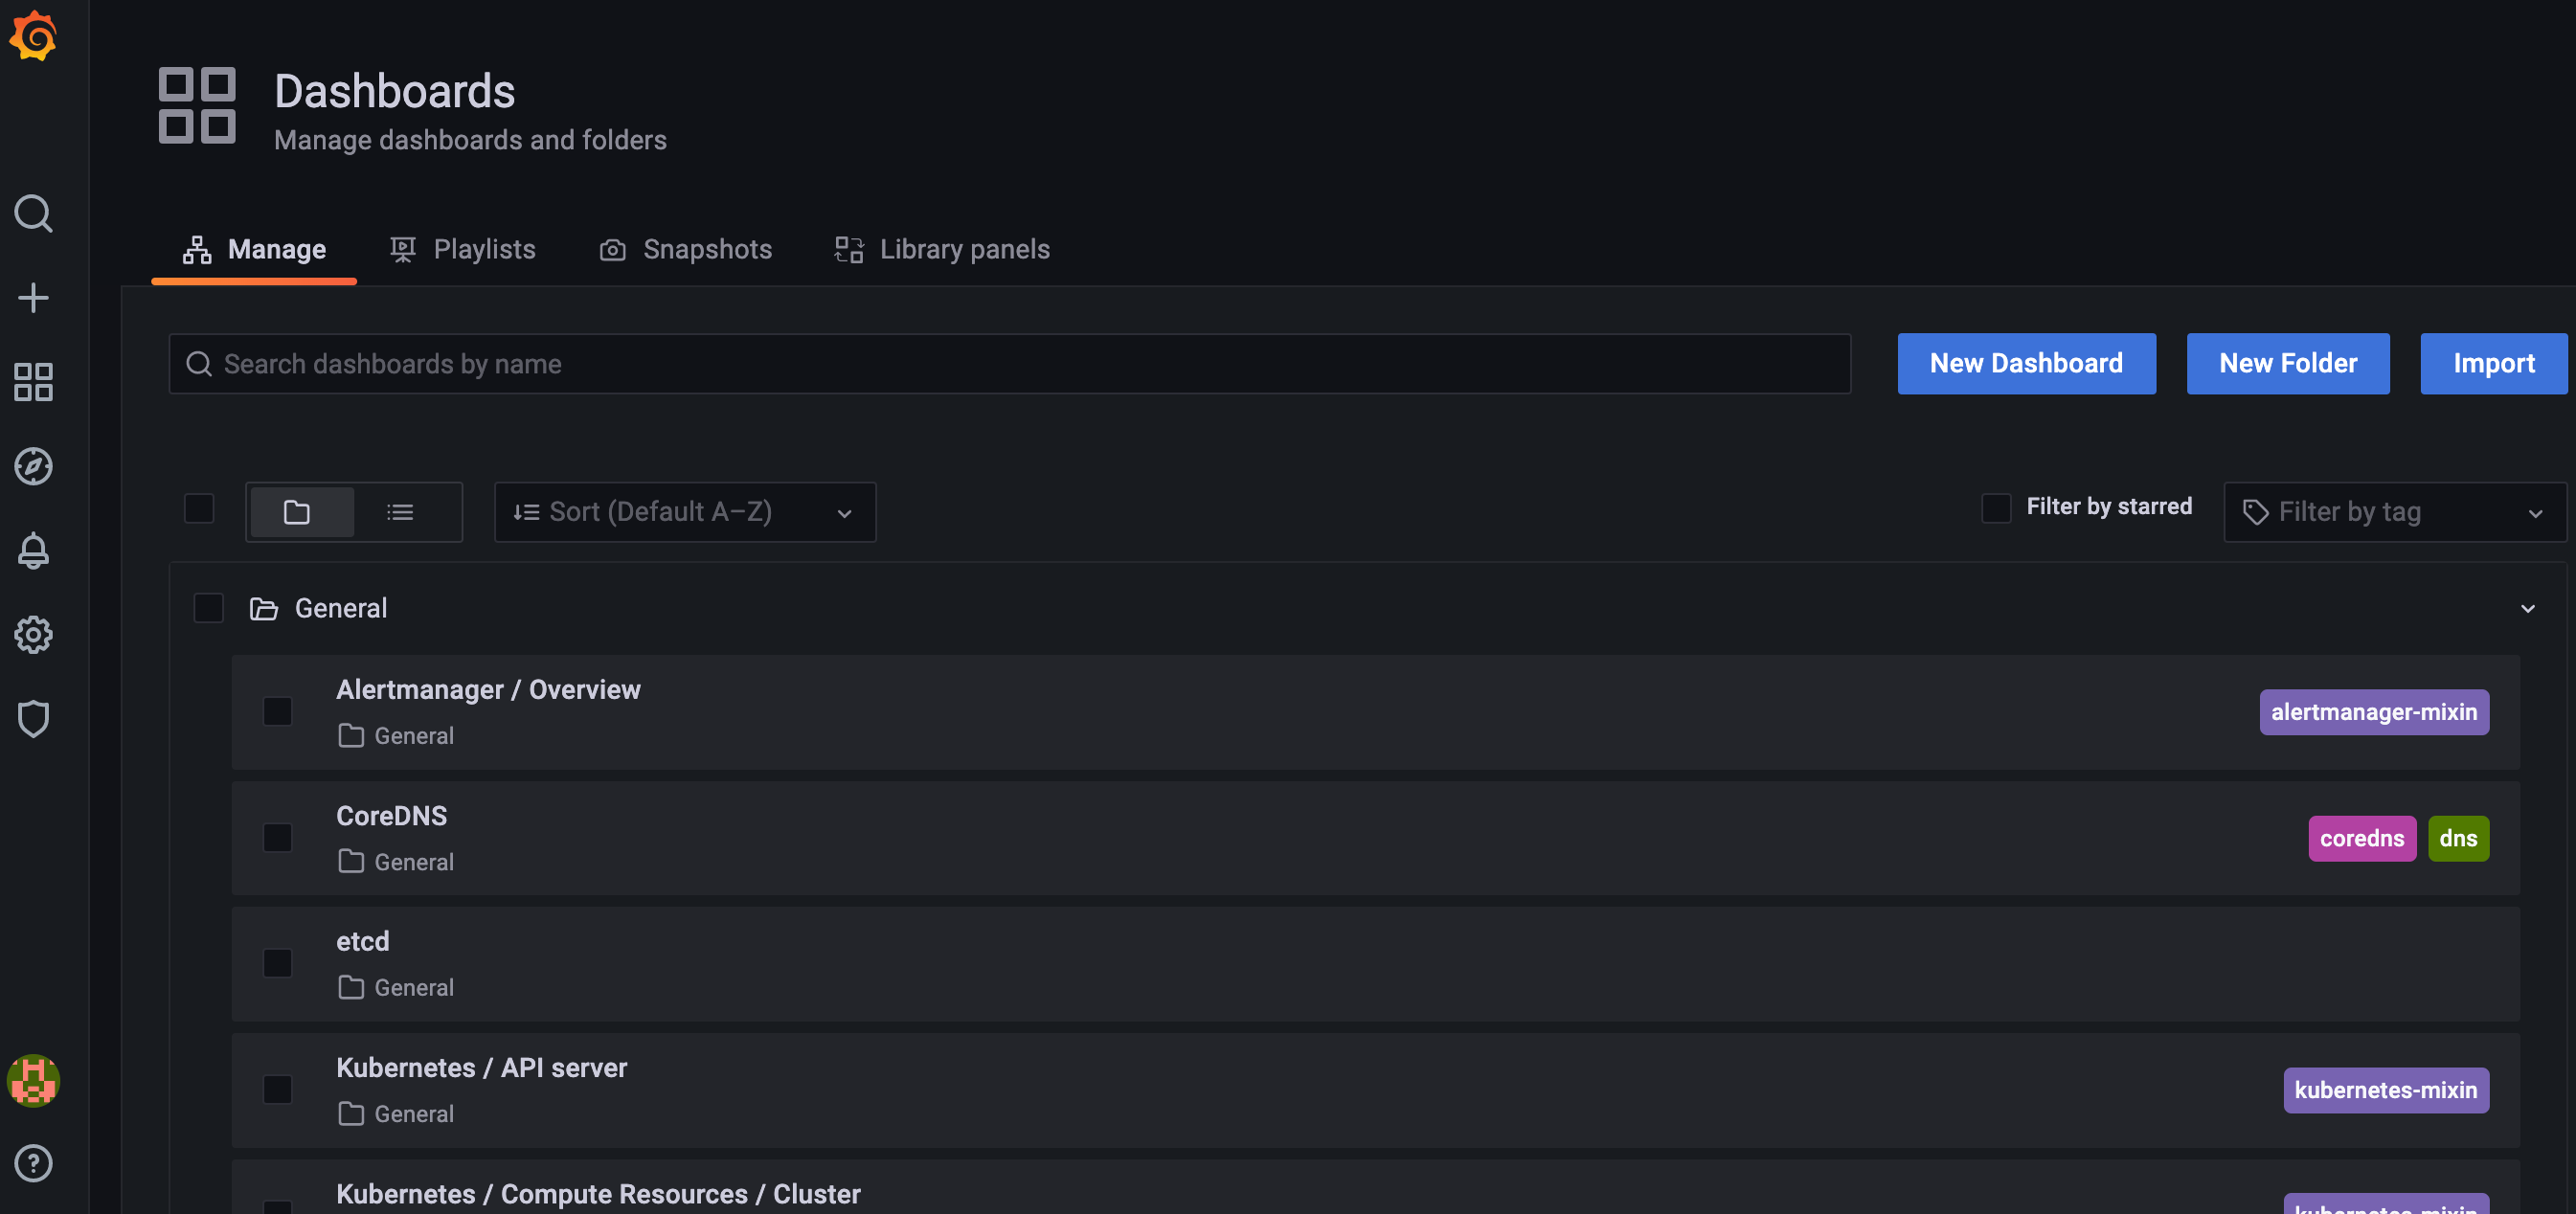 Dashboards
Manage dashboards and folders
Manage Playlists Snapshots Library panels
Search dashboards by name New Dashboard New Folder Import
Sort (Default A–Z) Filter by starred Filter by tag
General
Alertmanager / Overview
General
alertmanager-mixin
CoreDNS
General
coredns dns
etcd
General
Kubernetes / API server
General
kubernetes-mixin
Kubernetes / Compute Resources / Cluster
kubernetes-mixin